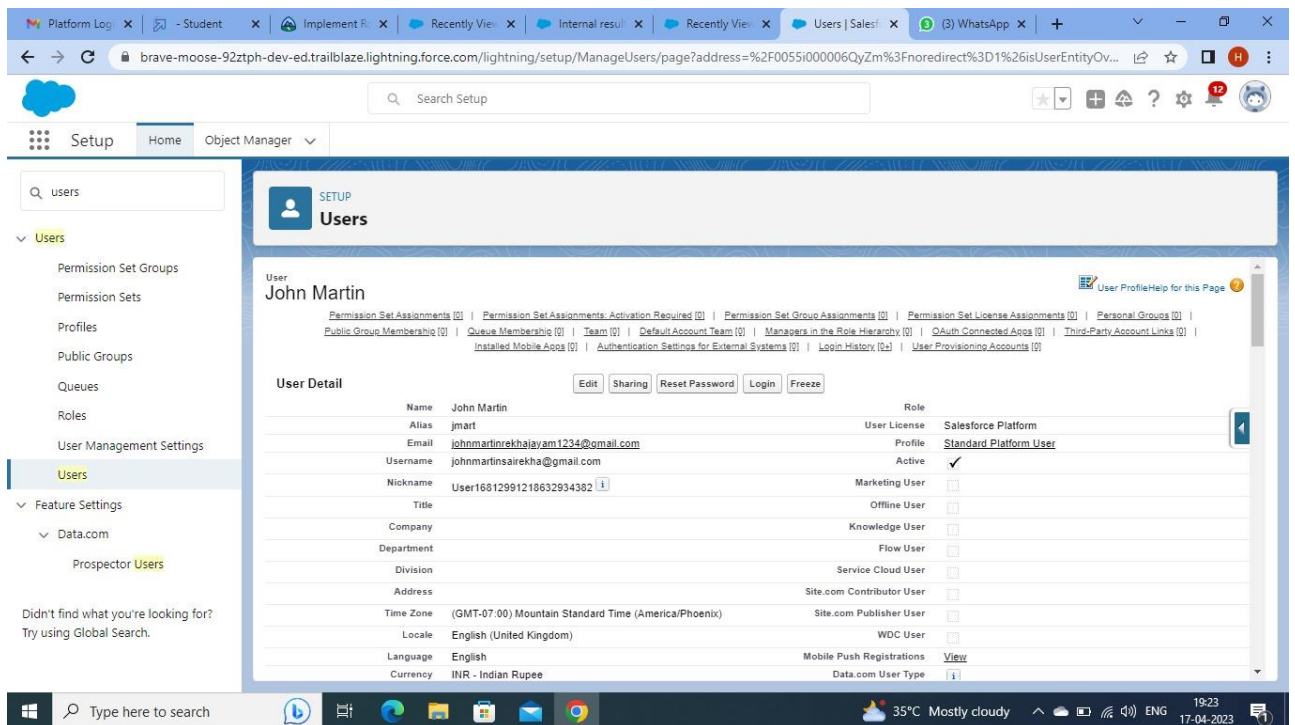 Platform Logi
- Student
Implement R
Recently View
Internal resul
Recently View
Users | Salesf
(3) WhatsApp
brave-moose-92ztph-dev-ed.trailblaze.lightning.force.com/lightning/setup/ManageUsers/page?address=%2F0055i000006QyZm%3Fnoredirect%3D1%26isUserEntityOv...
H
Search Setup
12
Setup Home Object Manager
users
SETUP
Users
Users
Permission Set Groups
Permission Sets
Profiles
Public Groups
Queues
Roles
User Management Settings
Users
Feature Settings
Data.com
Prospector Users
Didn't find what you're looking for?
Try using Global Search.
User
John Martin
User Profile Help for this Page
Permission Set Assignments [0] | Permission Set Assignments: Activation Required [0] | Permission Set Group Assignments [0] | Permission Set License Assignments [0] | Personal Groups [0] |
Public Group Membership [0] | Queue Membership [0] | Team [0] | Default Account Team [0] | Managers in the Role Hierarchy [0] | OAuth Connected Apps [0] | Third-Party Account Links [0] |
Installed Mobile Apps [0] | Authentication Settings for External Systems [0] | Login History [0+] | User Provisioning Accounts [0]
User Detail Edit Sharing Reset Password Login Freeze
Name John Martin Role
Alias jmart User License Salesforce Platform
Email johnmartinrekhajayam1234@gmail.com Profile Standard Platform User
Username johnmartinsairekha@gmail.com Active ✓
Nickname User16812991218632934382 i Marketing User
Title Offline User
Company Knowledge User
Department Flow User
Division Service Cloud User
Address Site.com Contributor User
Time Zone (GMT-07:00) Mountain Standard Time (America/Phoenix) Site.com Publisher User
Locale English (United Kingdom) WDC User
Language English Mobile Push Registrations View
Currency INR - Indian Rupee Data.com User Type i
Type here to search
35°C Mostly cloudy
ENG
19:23
17-04-2023